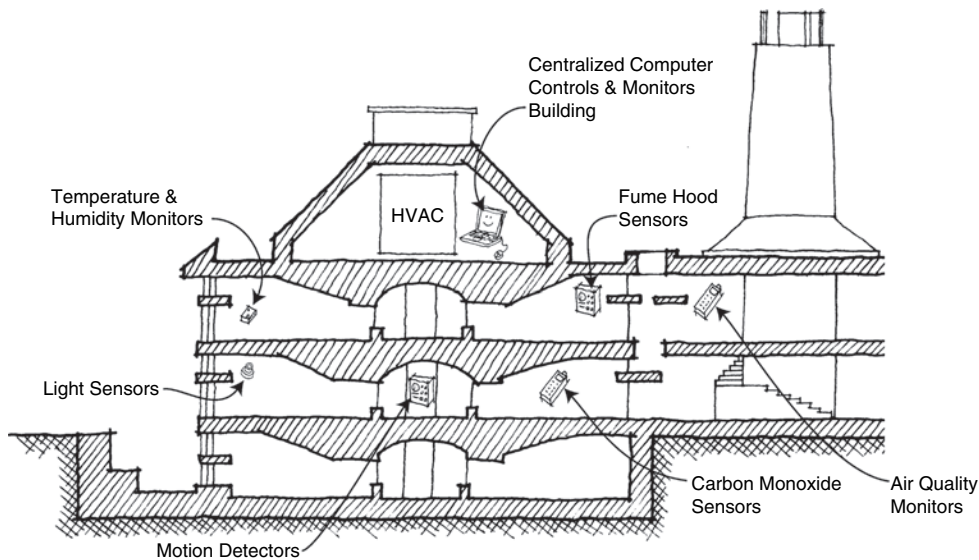 Centralized Computer
Controls & Monitors
Building
Temperature &
Humidity Monitors
HVAC
Fume Hood
Sensors
Light Sensors
Carbon Monoxide
Sensors
Air Quality
Monitors
Motion Detectors